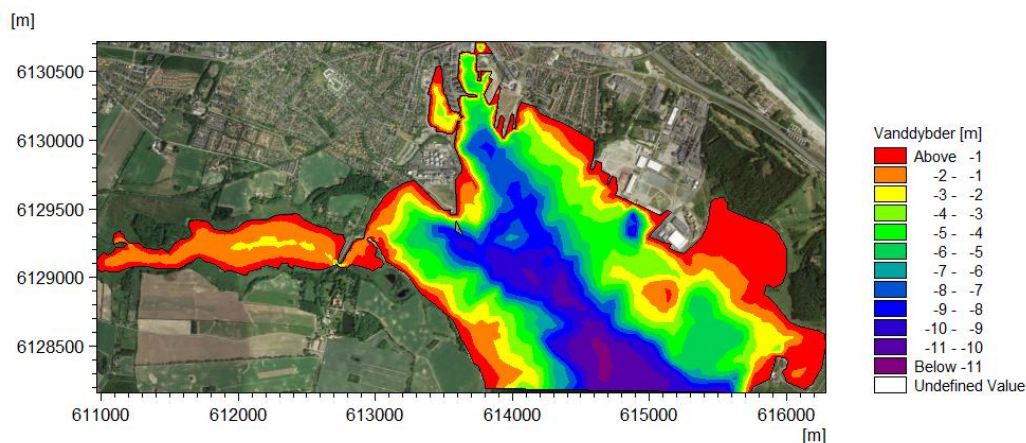 [m]
6130500
6130000
6129500
6129000
6128500
611000 612000 613000 614000 615000 616000
[m]
Vanddybder [m]
Above -1
-2 - -1
-3 - -2
-4 - -3
-5 - -4
-6 - -5
-7 - -6
-8 - -7
-9 - -8
-10 - -9
-11 - -10
Below -11
Undefined Value